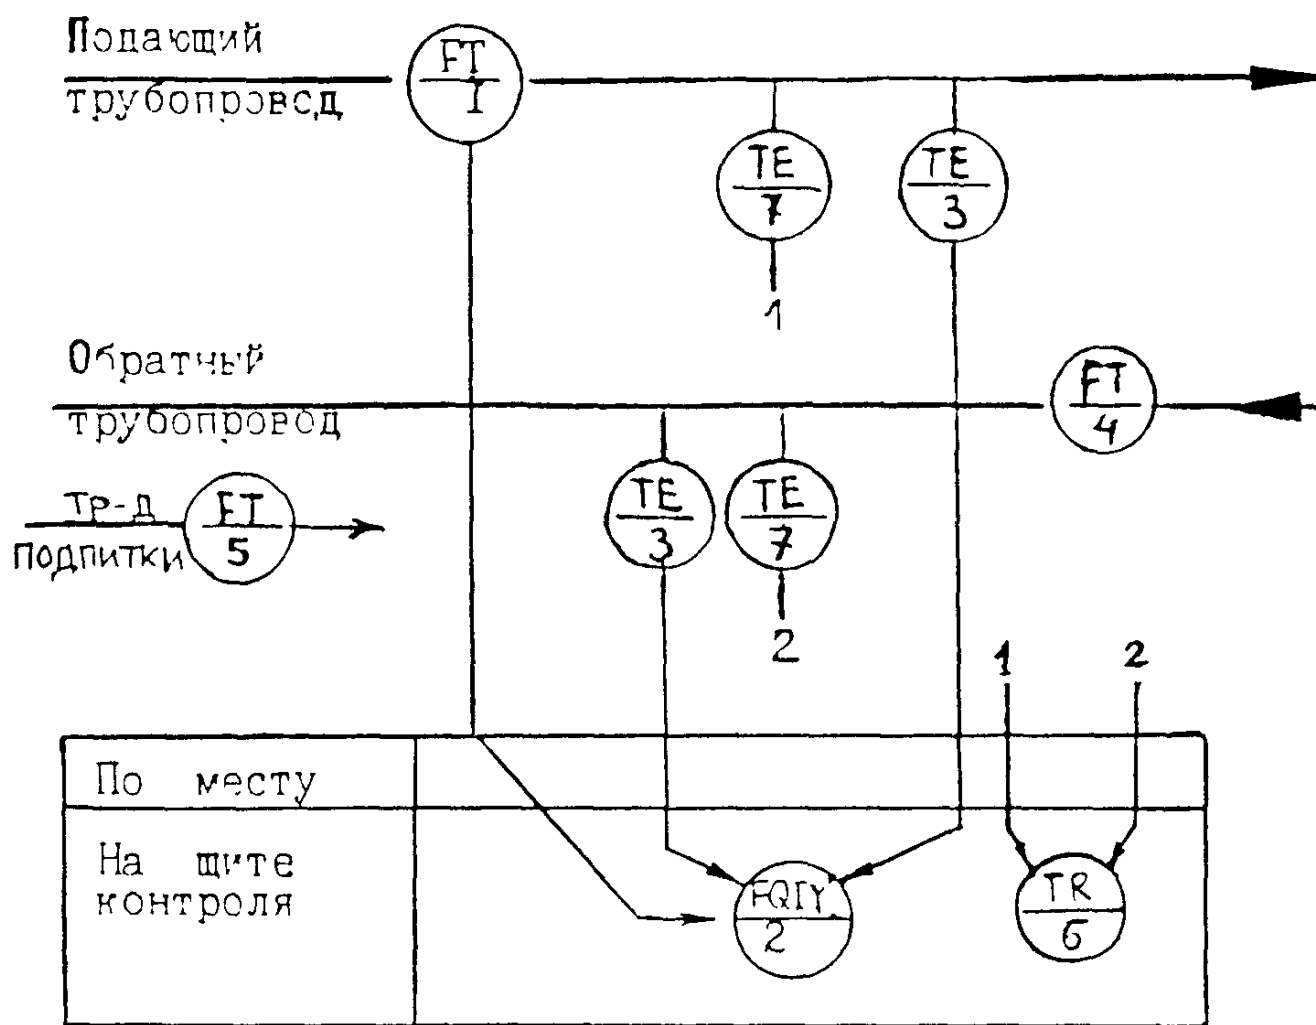 Подающий
трубопровод
FT
1
TE
7
TE
3
1
Обратный
трубопровод
FT
4
тр-д
подпитки
FT
5
TE
3
TE
7
2
1
2
По месту
На щите
контроля
FQIY
2
TR
6